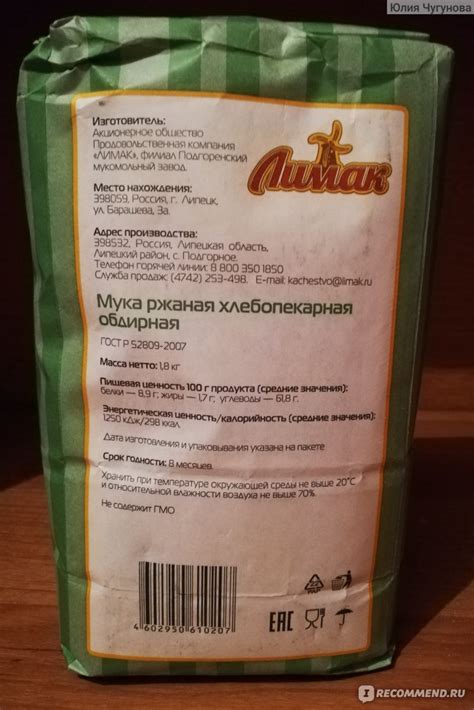 Юлия Чугунова
Изготовитель:
Акционерное общество
Продовольственная компания
«ЛИМАК», филиал Подгоренский
мукомольный завод
Лимак
Место нахождения:
398059, Россия, г. Липецк,
ул. Барашева, 3а.
Адрес производства:
398532, Россия, Липецкая область,
Липецкий район, с. Подгорное.
Телефон горячей линии: 8 800 350 1850
Служба продаж: (4742) 253-498. E-mail: kachestvo@limak.ru
Мука ржаная хлебопекарная
обдирная
ГОСТ Р 52809-2007
Масса нетто: 1,8 кг
Пищевая ценность 100 г продукта (средние значения):
белки — 8,9 г; жиры — 1,7 г; углеводы — 61,8 г.
Энергетическая ценность/калорийность (средние значения):
1250 кДж/298 ккал.
Дата изготовления и упаковывания указана на пакете
Срок годности: 8 месяцев.
Хранить при температуре окружающей среды не выше 20°С
и относительной влажности воздуха не выше 70%.
Не содержит ГМО
4 602950 610207
EAC
I RECOMMEND.RU